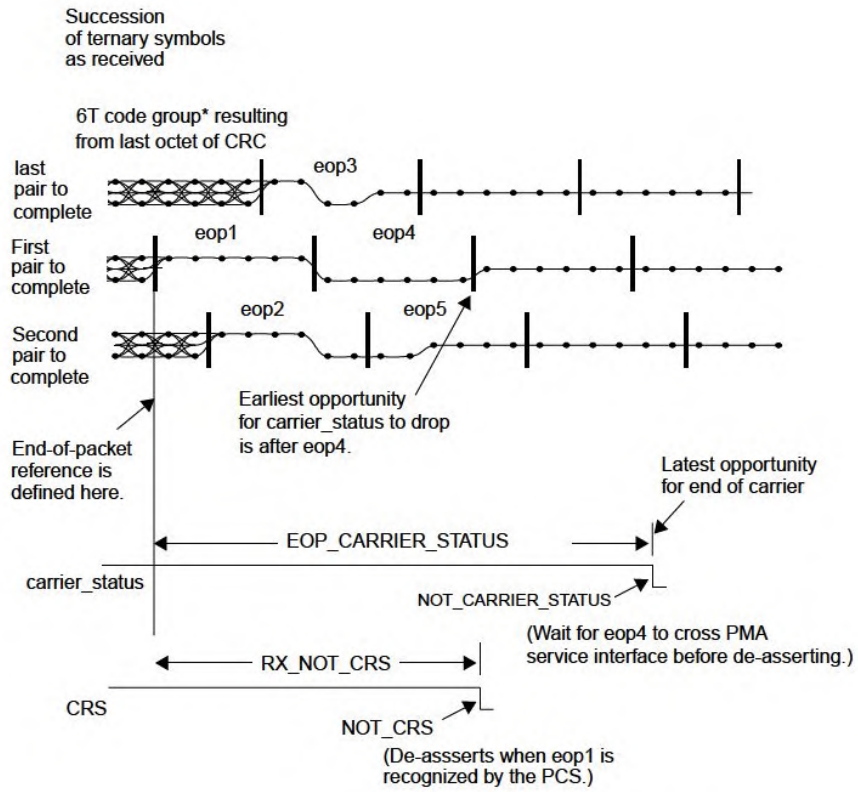 Succession
of ternary symbols
as received
6T code group* resulting
from last octet of CRC
last
pair to
complete
eop3
First
pair to
complete
eop1
eop4
Second
pair to
complete
eop2
eop5
Earliest opportunity
for carrier_status to drop
is after eop4.
End-of-packet
reference is
defined here.
Latest opportunity
for end of carrier
EOP_CARRIER_STATUS
carrier_status
NOT_CARRIER_STATUS
(Wait for eop4 to cross PMA
service interface before de-asserting.)
RX_NOT_CRS
CRS
NOT_CRS
(De-assserts when eop1 is
recognized by the PCS.)